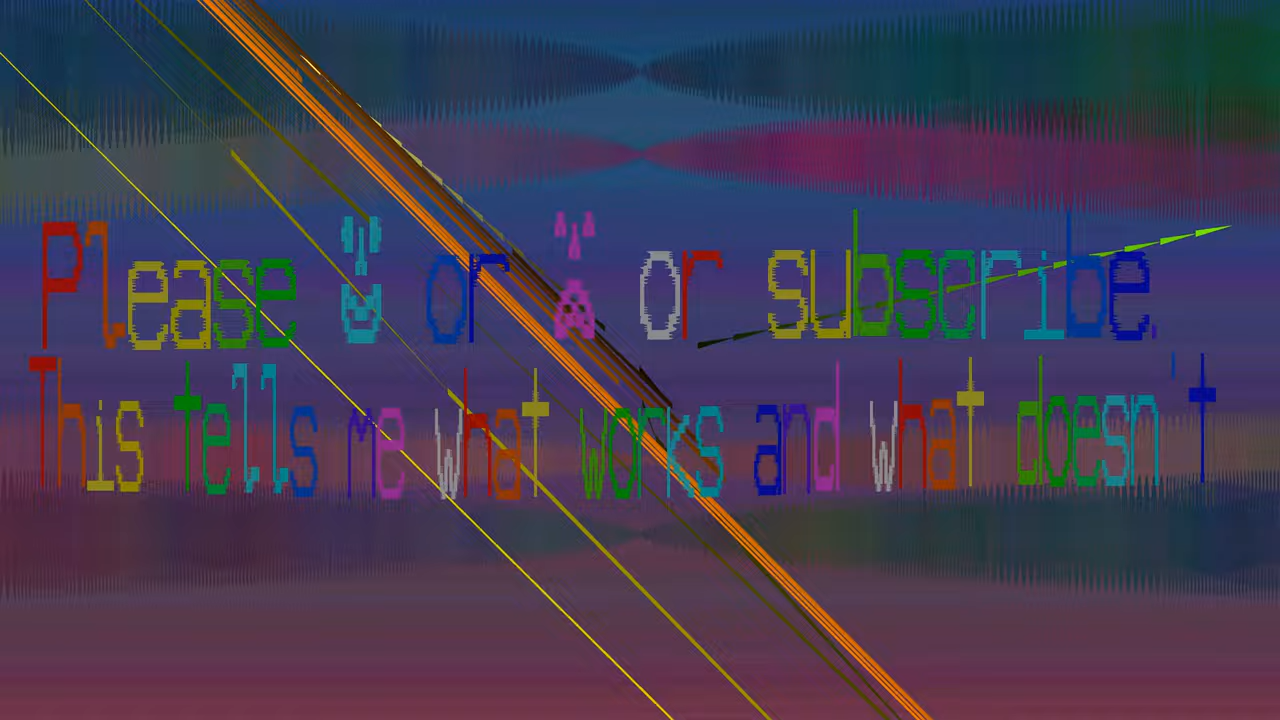 Please or or subscribe.
This tells me what works and what doesn't